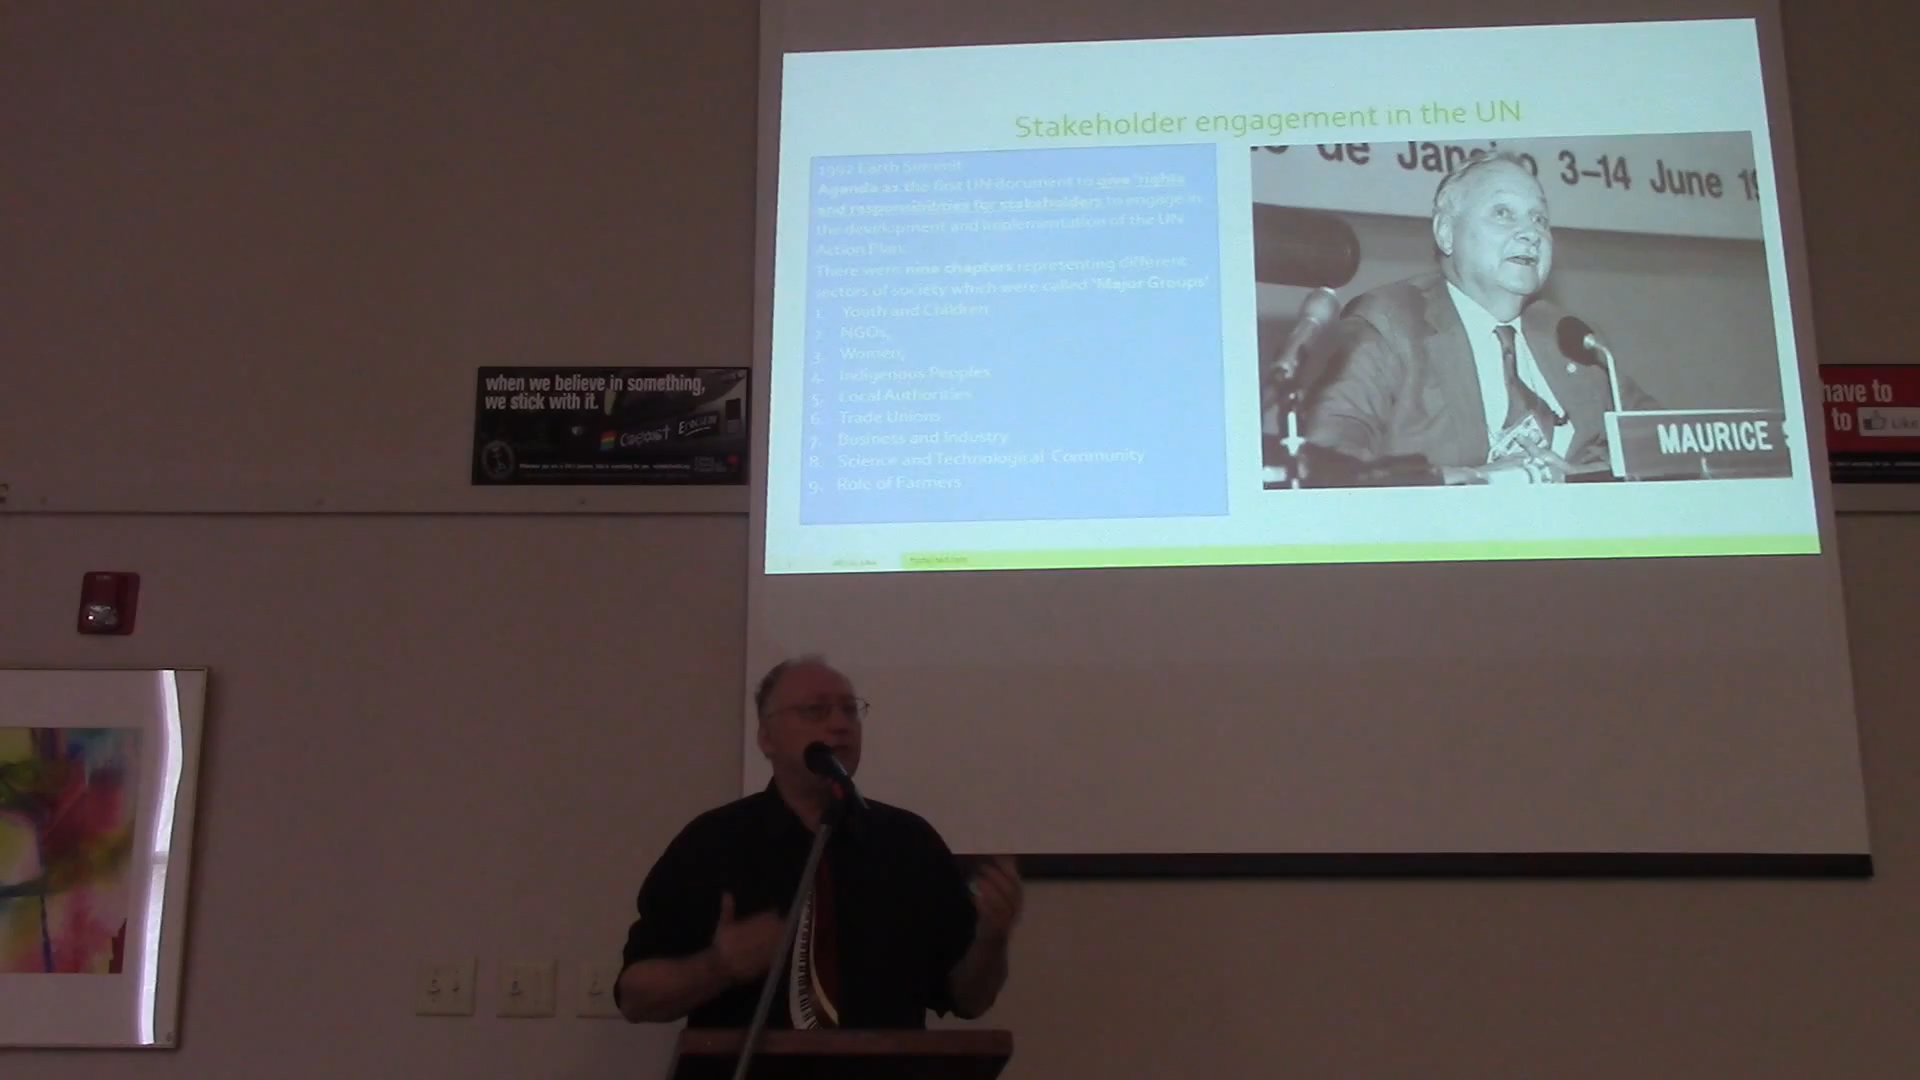 Stakeholder engagement in the UN
1992 Earth Summit
Agenda 21 the first UN document to give 'rights
and responsibilities for stakeholders to engage in
the development and implementation of the UN
Action Plan.
There were nine chapters representing different
sectors of society which were called 'Major Groups'
1. Youth and Children
2. NGOs,
3. Women,
4. Indigenous Peoples
5. Local Authorities
6. Trade Unions
7. Business and Industry
8. Science and Technological Community
9. Role of Farmers
de Janeiro 3-14 June 19
MAURICE S
when we believe in something,
we stick with it.
Coexist
have to
to Like